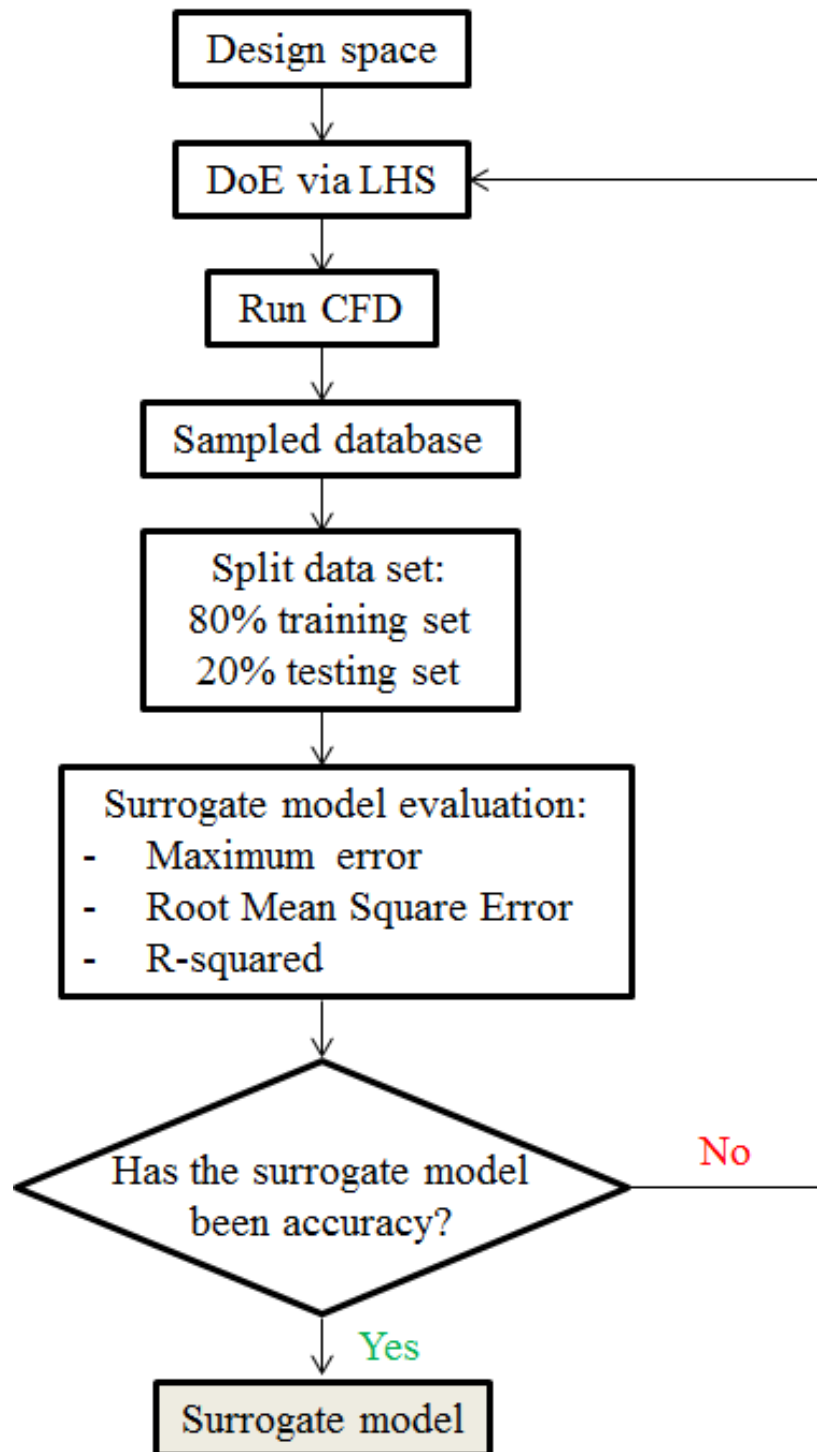 Design space
DoE via LHS
Run CFD
Sampled database
Split data set:
80% training set
20% testing set
Surrogate model evaluation:
- Maximum error
- Root Mean Square Error
- R-squared
Has the surrogate model
been accuracy?
No
Yes
Surrogate model